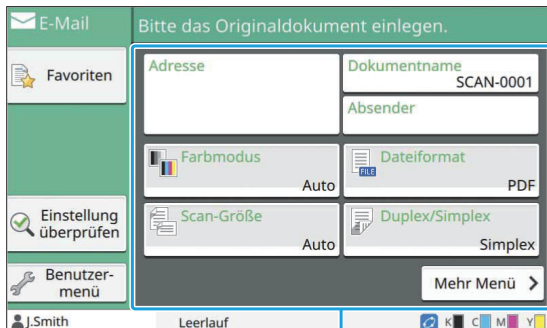 E-Mail
Bitte das Originaldokument einlegen.
Favoriten
Adresse
Dokumentname
SCAN-0001
Absender
Farbmodus
Auto
Dateiformat
FILE
PDF
Einstellung
überprüfen
Scan-Größe
Auto
Duplex/Simplex
Simplex
Benutzer-
menü
Mehr Menü
J.Smith
Leerlauf
K C M Y